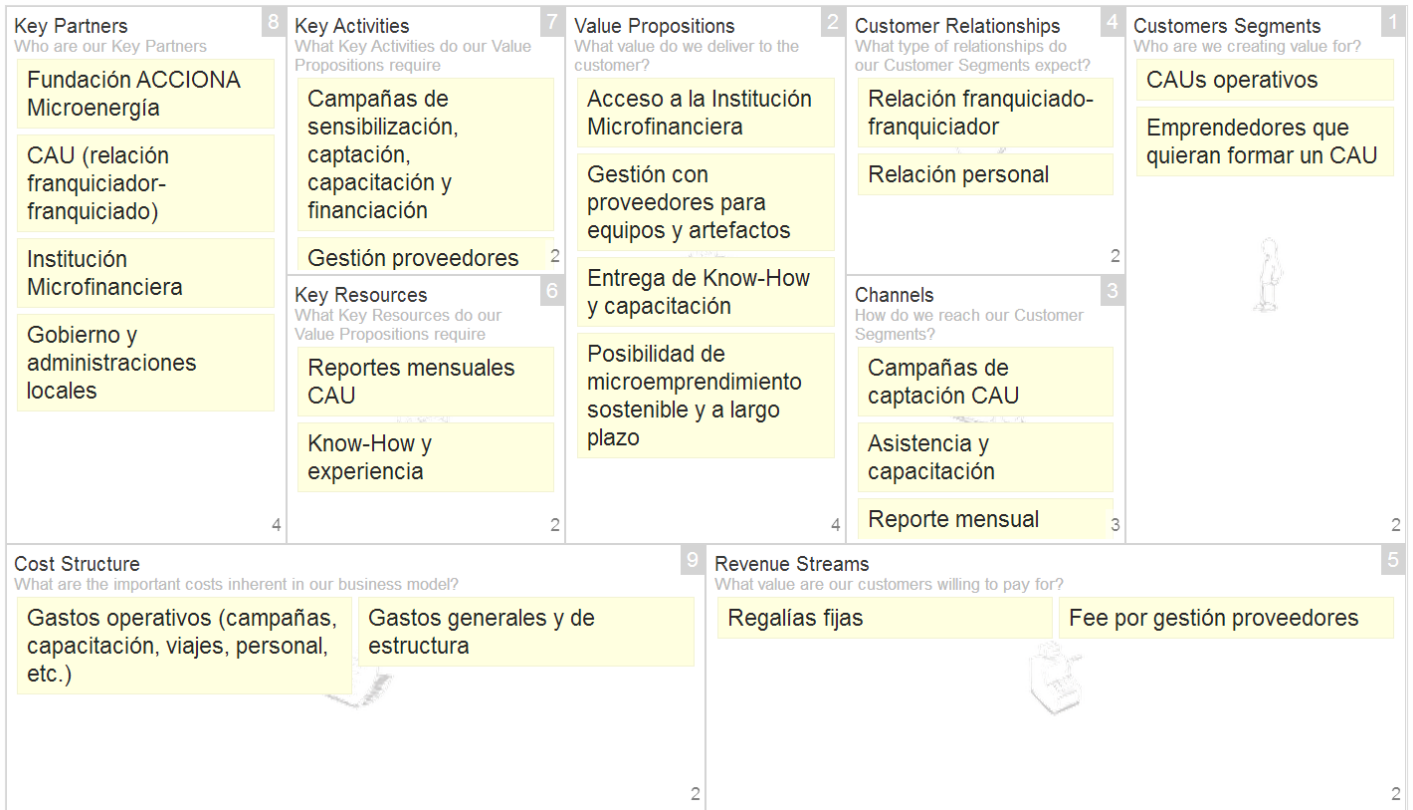 Key Partners
8
Who are our Key Partners
Fundación ACCIONA
Microenergía
CAU (relación
franquiciador-
franquiciado)
Institución
Microfinanciera
Gobierno y
administraciones
locales
4
Key Activities
7
What Key Activities do our Value
Propositions require
Campañas de
sensibilización,
captación,
capacitación y
financiación
Gestión proveedores
2
Key Resources
6
What Key Resources do our
Value Propositions require
Reportes mensuales
CAU
Know-How y
experiencia
2
Value Propositions
2
What value do we deliver to the
customer?
Acceso a la Institución
Microfinanciera
Gestión con
proveedores para
equipos y artefactos
Entrega de Know-How
y capacitación
Posibilidad de
microemprendimiento
sostenible y a largo
plazo
4
Customer Relationships
4
What type of relationships do
our Customer Segments expect?
Relación franquiciado-
franquiciador
Relación personal
2
Channels
3
How do we reach our Customer
Segments?
Campañas de
captación CAU
Asistencia y
capacitación
Reporte mensual
3
Customers Segments
1
Who are we creating value for?
CAUs operativos
Emprendedores que
quieran formar un CAU
2
Cost Structure
9
What are the important costs inherent in our business model?
Gastos operativos (campañas,
capacitación, viajes, personal,
etc.)
Gastos generales y de
estructura
2
Revenue Streams
5
What value are our customers willing to pay for?
Regalías fijas
Fee por gestión proveedores
2